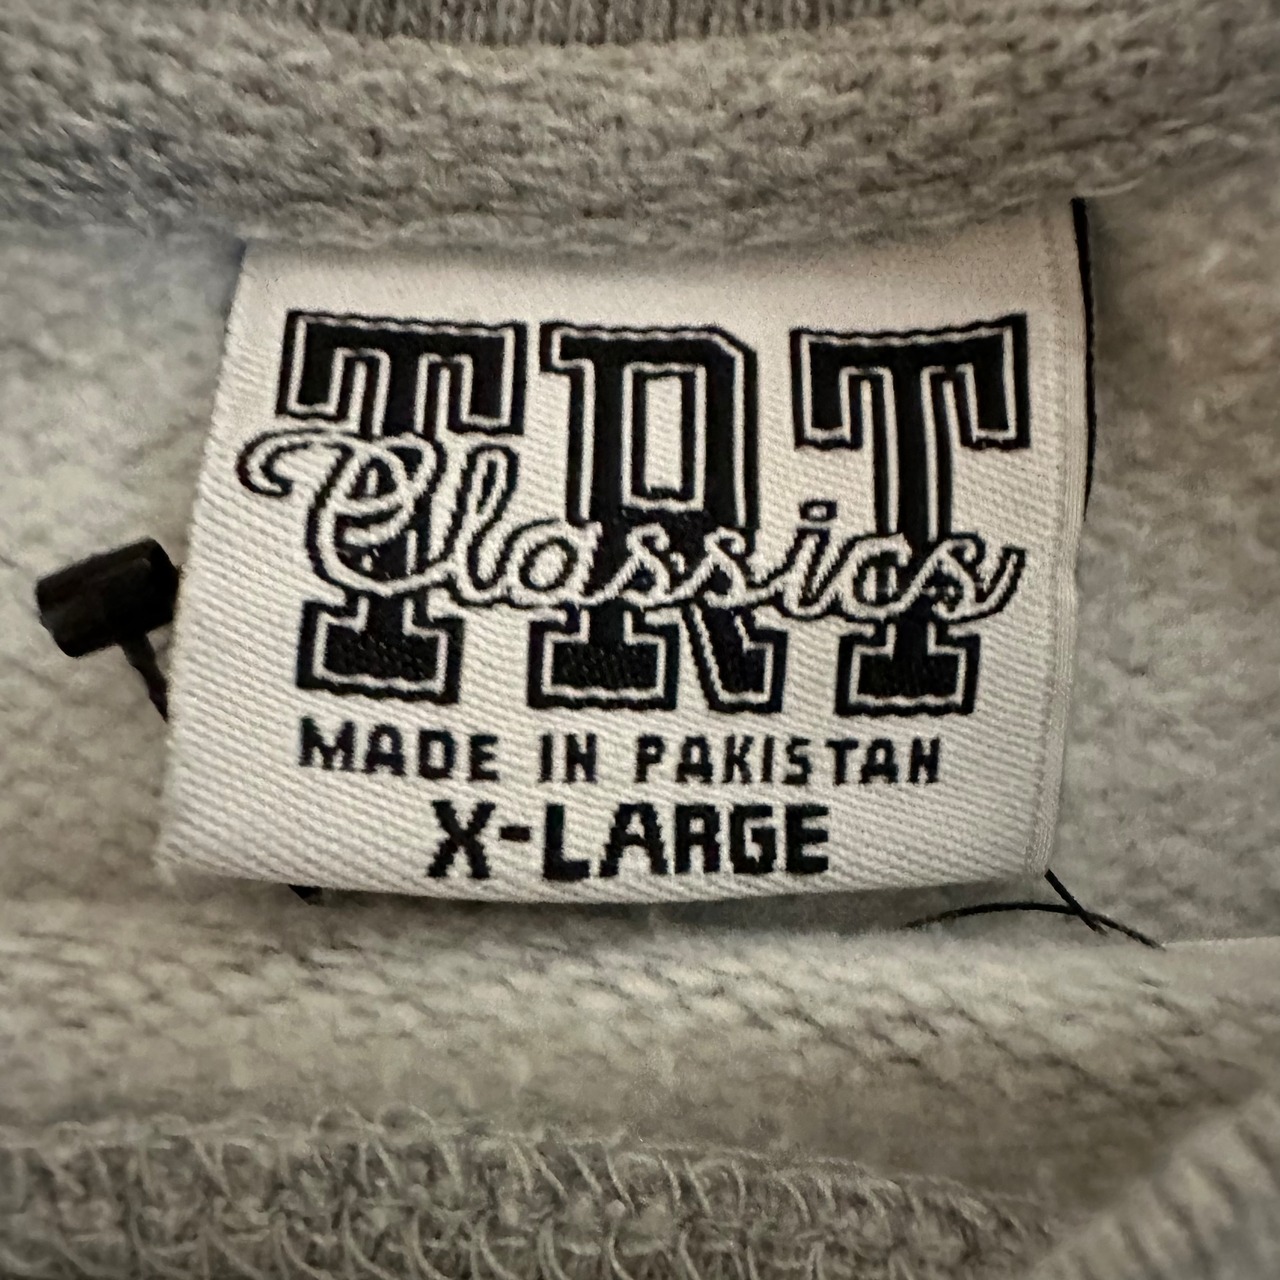 TRT
Classics
MADE IN PAKISTAN
X-LARGE